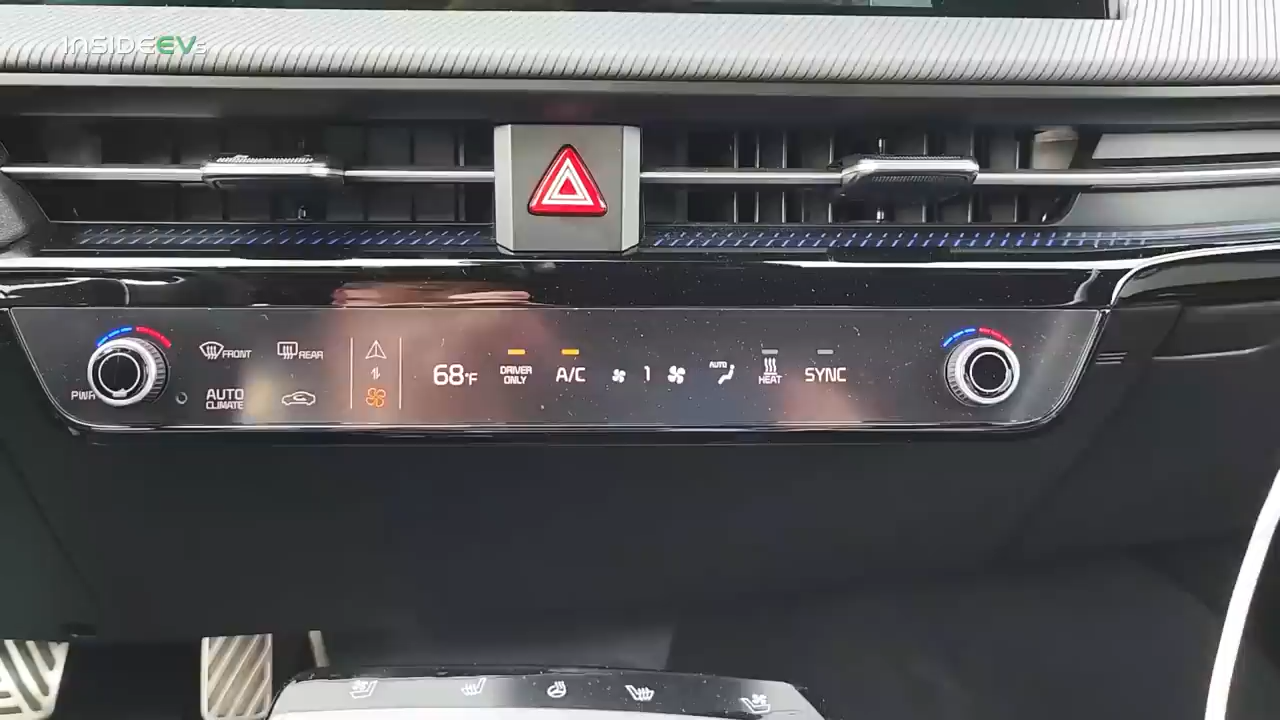 INSIDEEVs
FRONT
REAR
PWR
AUTO
CLIMATE
68°F
DRIVER
ONLY
A/C
1
AUTO
HEAT
SYNC